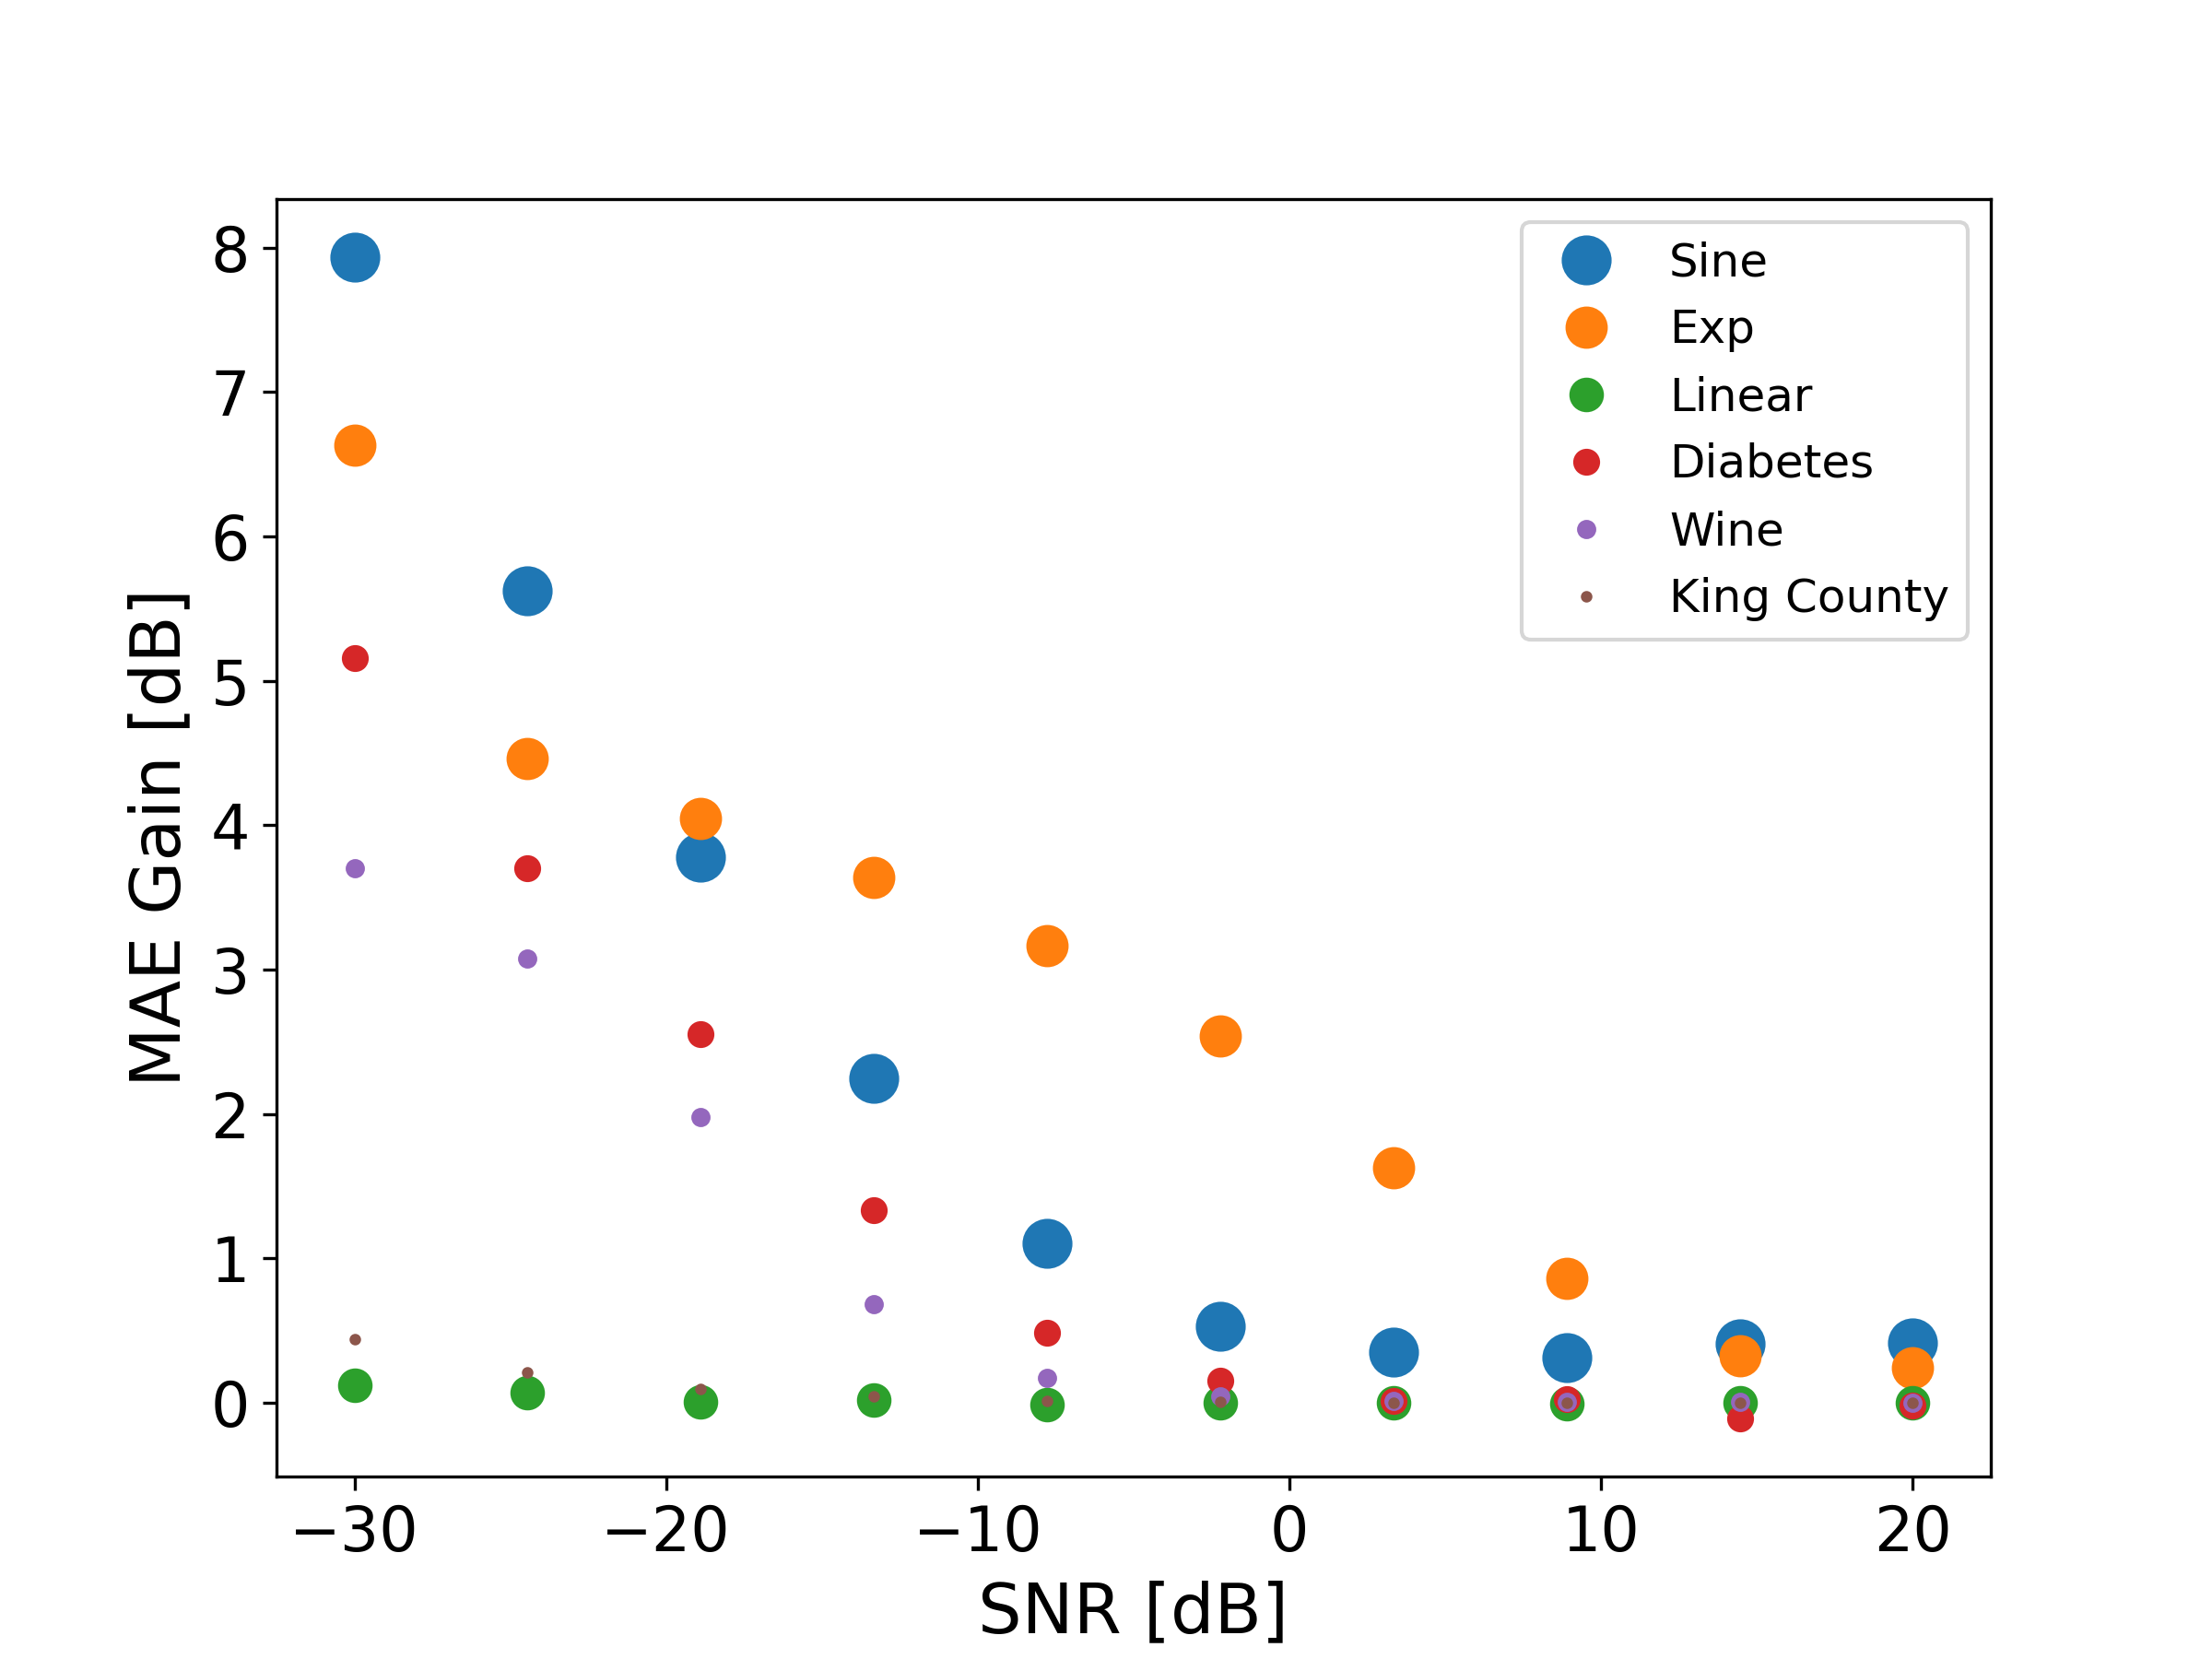 Sine
Exp
Linear
Diabetes
Wine
King County
8
7
6
5
4
3
2
1
0
MAE Gain [dB]
−30 −20 −10 0 10 20
SNR [dB]